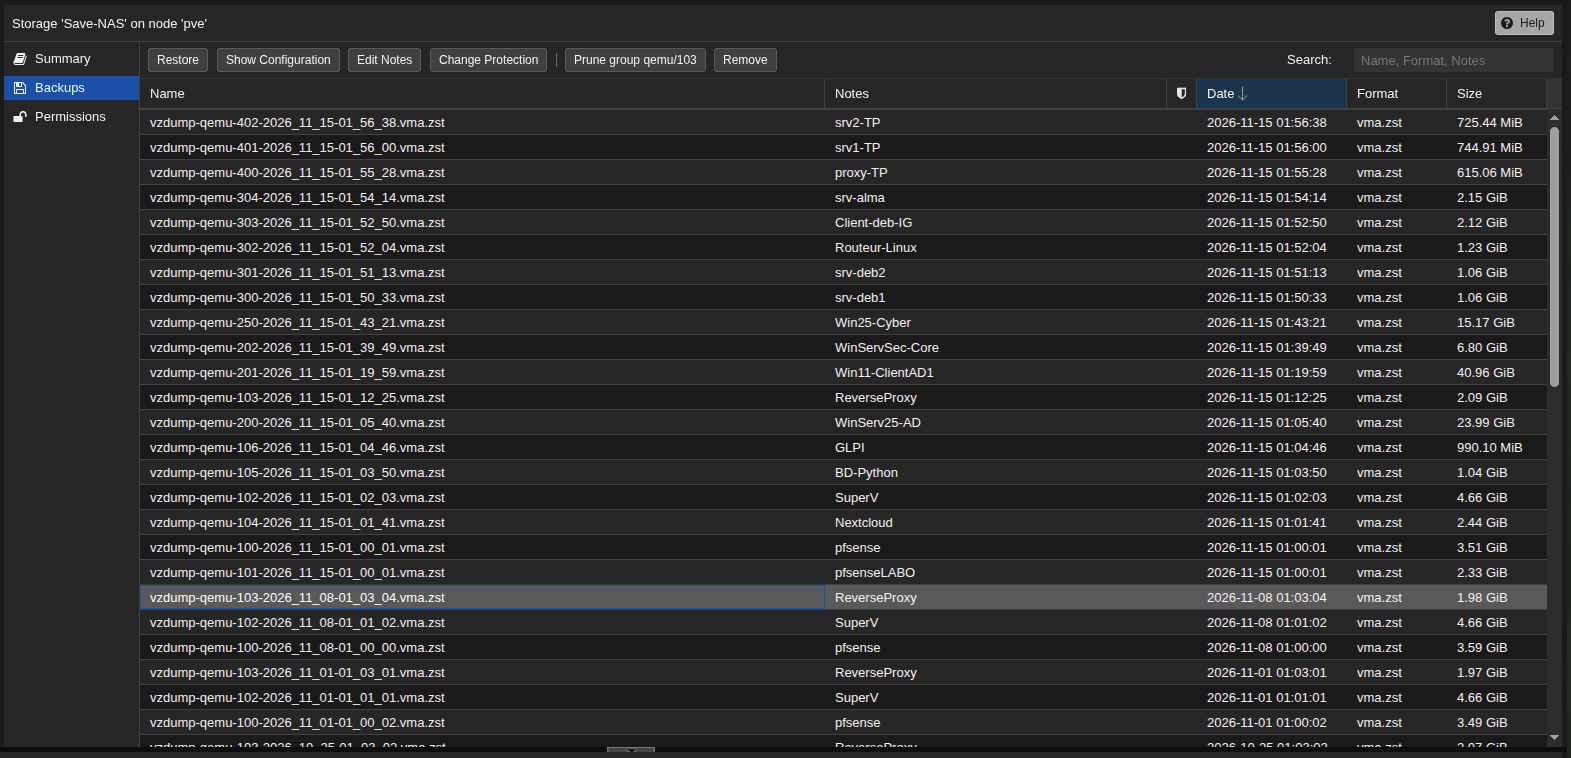 Storage 'Save-NAS' on node 'pve'
Help
Summary
Backups
Permissions
Restore Show Configuration Edit Notes Change Protection Prune group qemu/103 Remove Search: Name, Format, Notes
Name Notes Date Format Size
vzdump-qemu-402-2026_11_15-01_56_38.vma.zst srv2-TP 2026-11-15 01:56:38 vma.zst 725.44 MiB
vzdump-qemu-401-2026_11_15-01_56_00.vma.zst srv1-TP 2026-11-15 01:56:00 vma.zst 744.91 MiB
vzdump-qemu-400-2026_11_15-01_55_28.vma.zst proxy-TP 2026-11-15 01:55:28 vma.zst 615.06 MiB
vzdump-qemu-304-2026_11_15-01_54_14.vma.zst srv-alma 2026-11-15 01:54:14 vma.zst 2.15 GiB
vzdump-qemu-303-2026_11_15-01_52_50.vma.zst Client-deb-IG 2026-11-15 01:52:50 vma.zst 2.12 GiB
vzdump-qemu-302-2026_11_15-01_52_04.vma.zst Routeur-Linux 2026-11-15 01:52:04 vma.zst 1.23 GiB
vzdump-qemu-301-2026_11_15-01_51_13.vma.zst srv-deb2 2026-11-15 01:51:13 vma.zst 1.06 GiB
vzdump-qemu-300-2026_11_15-01_50_33.vma.zst srv-deb1 2026-11-15 01:50:33 vma.zst 1.06 GiB
vzdump-qemu-250-2026_11_15-01_43_21.vma.zst Win25-Cyber 2026-11-15 01:43:21 vma.zst 15.17 GiB
vzdump-qemu-202-2026_11_15-01_39_49.vma.zst WinServSec-Core 2026-11-15 01:39:49 vma.zst 6.80 GiB
vzdump-qemu-201-2026_11_15-01_19_59.vma.zst Win11-ClientAD1 2026-11-15 01:19:59 vma.zst 40.96 GiB
vzdump-qemu-103-2026_11_15-01_12_25.vma.zst ReverseProxy 2026-11-15 01:12:25 vma.zst 2.09 GiB
vzdump-qemu-200-2026_11_15-01_05_40.vma.zst WinServ25-AD 2026-11-15 01:05:40 vma.zst 23.99 GiB
vzdump-qemu-106-2026_11_15-01_04_46.vma.zst GLPI 2026-11-15 01:04:46 vma.zst 990.10 MiB
vzdump-qemu-105-2026_11_15-01_03_50.vma.zst BD-Python 2026-11-15 01:03:50 vma.zst 1.04 GiB
vzdump-qemu-102-2026_11_15-01_02_03.vma.zst SuperV 2026-11-15 01:02:03 vma.zst 4.66 GiB
vzdump-qemu-104-2026_11_15-01_01_41.vma.zst Nextcloud 2026-11-15 01:01:41 vma.zst 2.44 GiB
vzdump-qemu-100-2026_11_15-01_00_01.vma.zst pfsense 2026-11-15 01:00:01 vma.zst 3.51 GiB
vzdump-qemu-101-2026_11_15-01_00_01.vma.zst pfsenseLABO 2026-11-15 01:00:01 vma.zst 2.33 GiB
vzdump-qemu-103-2026_11_08-01_03_04.vma.zst ReverseProxy 2026-11-08 01:03:04 vma.zst 1.98 GiB
vzdump-qemu-102-2026_11_08-01_01_02.vma.zst SuperV 2026-11-08 01:01:02 vma.zst 4.66 GiB
vzdump-qemu-100-2026_11_08-01_00_00.vma.zst pfsense 2026-11-08 01:00:00 vma.zst 3.59 GiB
vzdump-qemu-103-2026_11_01-01_03_01.vma.zst ReverseProxy 2026-11-01 01:03:01 vma.zst 1.97 GiB
vzdump-qemu-102-2026_11_01-01_01_01.vma.zst SuperV 2026-11-01 01:01:01 vma.zst 4.66 GiB
vzdump-qemu-100-2026_11_01-01_00_02.vma.zst pfsense 2026-11-01 01:00:02 vma.zst 3.49 GiB
ReverseProxy vma.zst